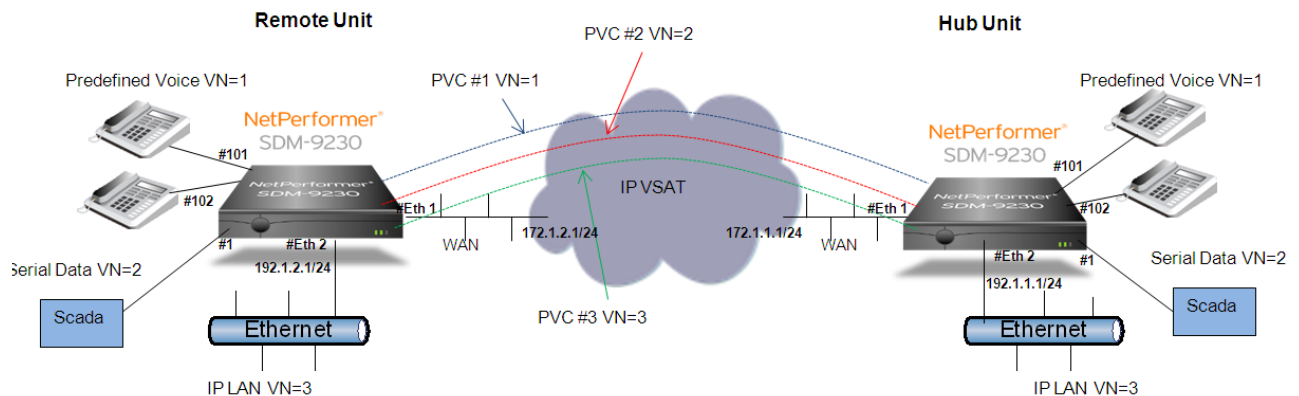 Remote Unit
Hub Unit
PVC #2 VN=2
PVC #1 VN=1
Predefined Voice VN=1
Predefined Voice VN=1
NetPerformer®
SDM-9230
NetPerformer®
SDM-9230
#101
#101
NetPerformer®
SDM-9230
NetPerformer®
SDM-9230
IP VSAT
#102
#102
#Eth 1
#Eth 1
172.1.2.1/24
172.1.1.1/24
WAN
WAN
#1
#Eth 2
#Eth 2
#1
192.1.2.1/24
192.1.1.1/24
Serial Data VN=2
Serial Data VN=2
Scada
Scada
PVC #3 VN=3
Ethernet
Ethernet
IP LAN VN=3
IP LAN VN=3